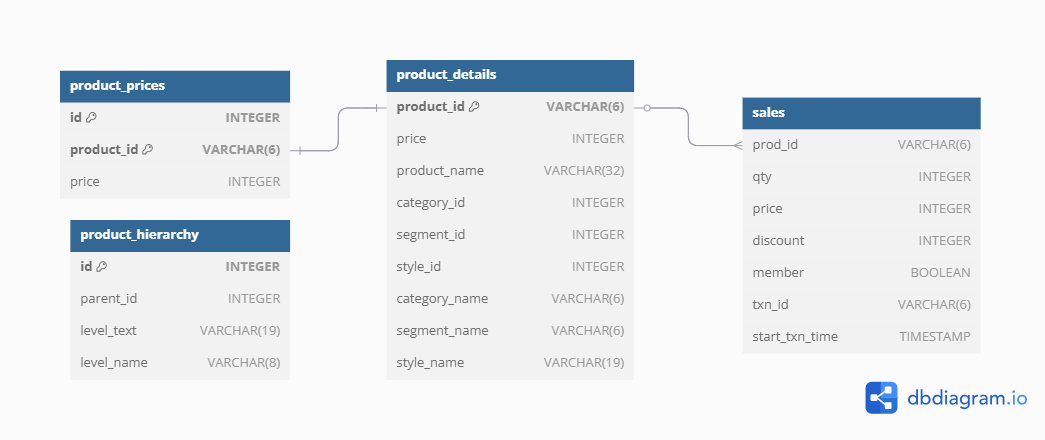 product_prices
id INTEGER
product_id VARCHAR(6)
price INTEGER
product_hierarchy
id INTEGER
parent_id INTEGER
level_text VARCHAR(19)
level_name VARCHAR(8)
product_details
product_id VARCHAR(6)
price INTEGER
product_name VARCHAR(32)
category_id INTEGER
segment_id INTEGER
style_id INTEGER
category_name VARCHAR(6)
segment_name VARCHAR(6)
style_name VARCHAR(19)
sales
prod_id VARCHAR(6)
qty INTEGER
price INTEGER
discount INTEGER
member BOOLEAN
txn_id VARCHAR(6)
start_txn_time TIMESTAMP
dbdiagram.io